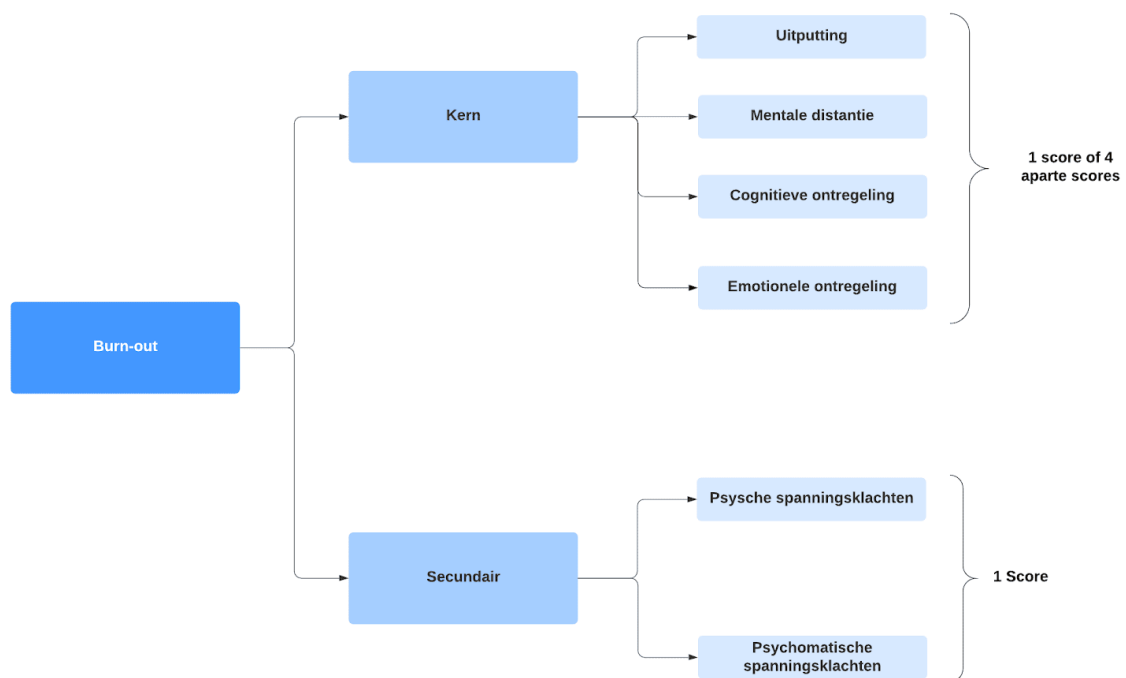 Burn-out
Kern
Uitputting
Mentale distantie
Cognitieve ontregeling
Emotionele ontregeling
1 score of 4
aparte scores
Secundair
Psysche spanningsklachten
Psychomatische
spanningsklachten
1 Score